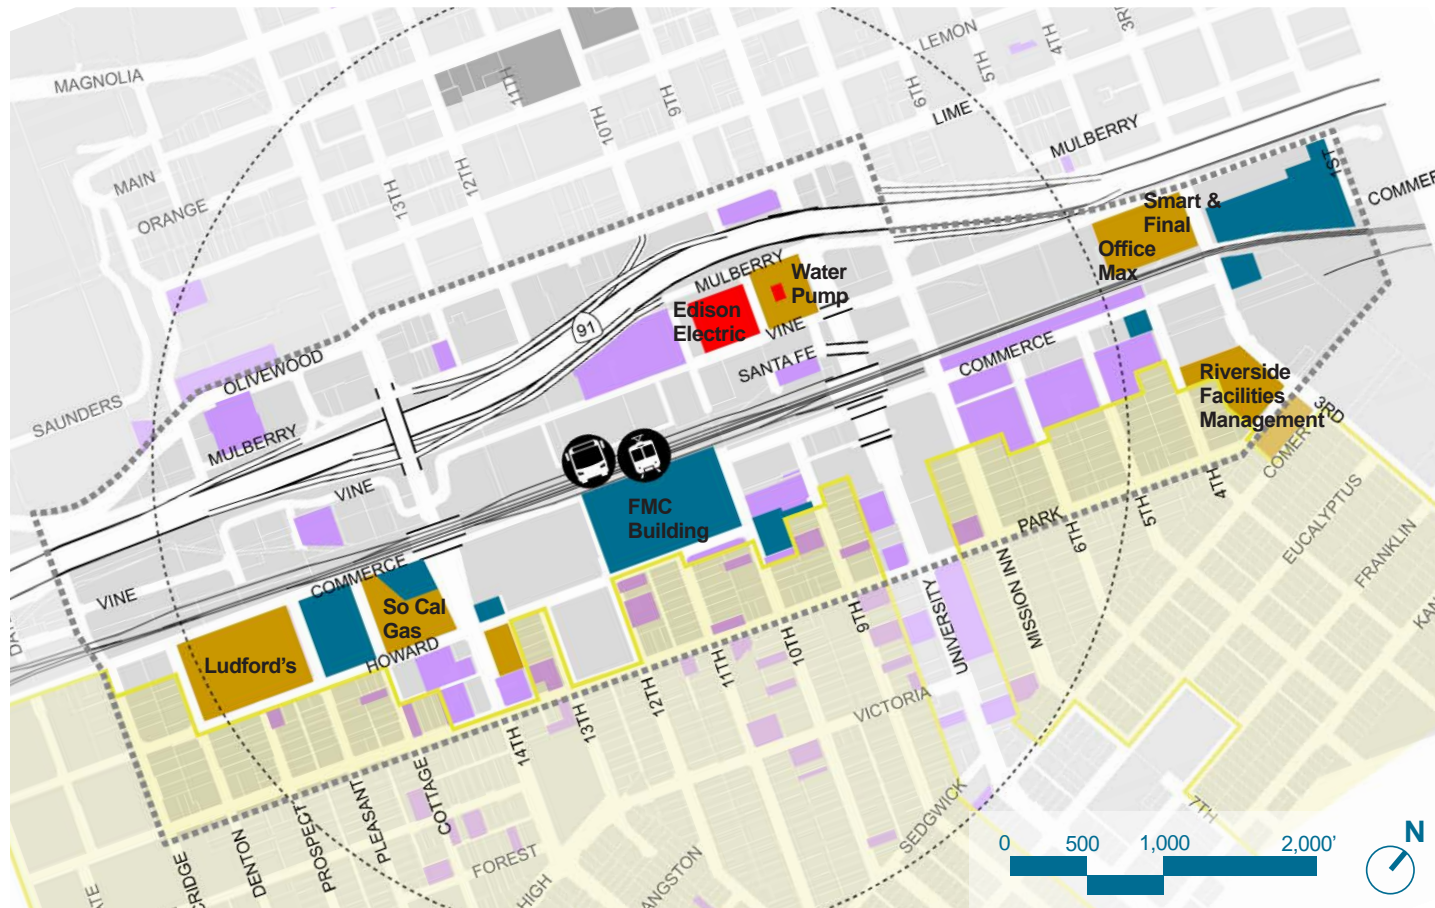 LEMON
5TH
4TH
3RD
MAGNOLIA
11TH
10TH
9TH
6TH
LIME
MULBERRY
12TH
13TH
MAIN
ORANGE
1ST
Smart &
Final
Office
Max
MULBERRY
Water
Pump
Edison
Electric
VINE
91
SANTA FE
COMMERCE
OLIVEWOOD
SAUNDERS
MULBERRY
Riverside
Facilities
Management
3RD
COMER
VINE
FMC
Building
4TH
5TH
6TH
PARK
EUCALYPTUS
FRANKLIN
COMMERCE
VINE
So Cal
Gas
HOWARD
Ludford's
UNIVERSITY
MISSION INN
9TH
10TH
11TH
12TH
13TH
14TH
VICTORIA
COTTAGE
PLEASANT
PROSPECT
DENTON
FOREST
HIGH
SEDGWICK
7TH
0 500 1,000 2,000'
N